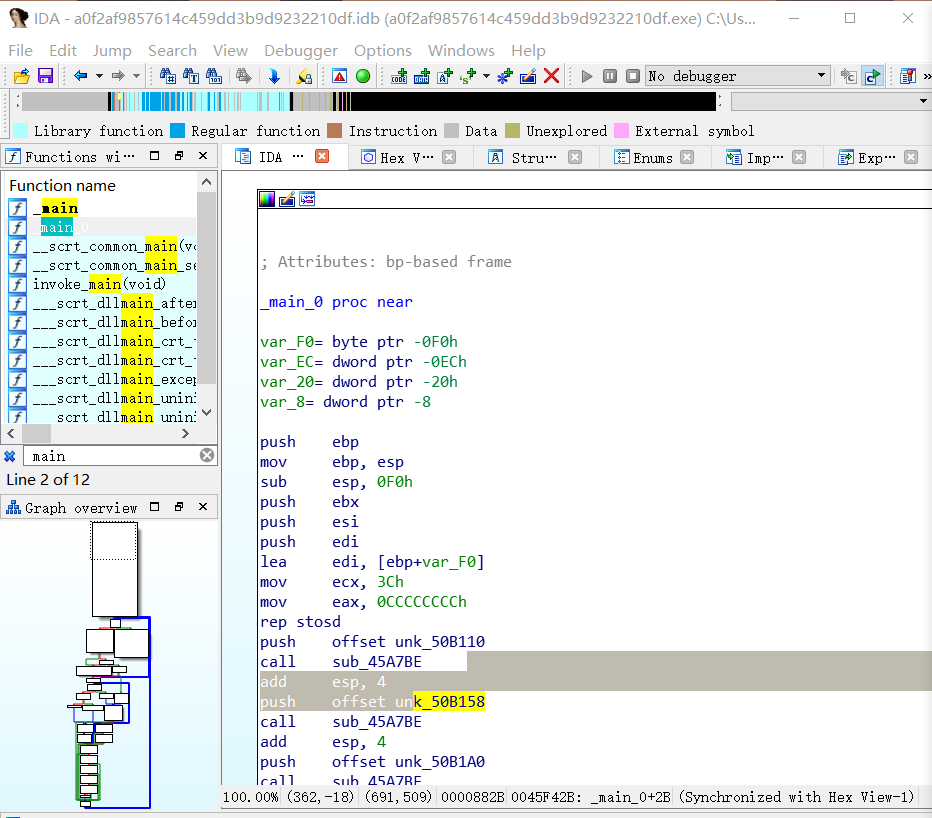 IDA - a0f2af9857614c459dd3b9d9232210df.idb (a0f2af9857614c459dd3b9d9232210df.exe) C:\Us...
File Edit Jump Search View Debugger Options Windows Help
No debugger
Library function Regular function Instruction Data Unexplored External symbol
Functions wi...
IDA ... Hex V... Stru... Enums Imp... Exp...
Function name
_main
_main_0
__scrt_common_main(vo
__scrt_common_main_se
invoke_main(void)
___scrt_dllmain_after
___scrt_dllmain_befor
___scrt_dllmain_crt_
___scrt_dllmain_crt_
___scrt_dllmain_excep
___scrt_dllmain_unini
___scrt_dllmain_unini
main
Line 2 of 12
Graph overview
; Attributes: bp-based frame
_main_0 proc near
var_F0= byte ptr -0F0h
var_EC= dword ptr -0ECh
var_20= dword ptr -20h
var_8= dword ptr -8
push ebp
mov ebp, esp
sub esp, 0F0h
push ebx
push esi
push edi
lea edi, [ebp+var_F0]
mov ecx, 3Ch
mov eax, 0CCCCCCCCh
rep stosd
push offset unk_50B110
call sub_45A7BE
add esp, 4
push offset unk_50B158
call sub_45A7BE
add esp, 4
push offset unk_50B1A0
call sub_45A7BE
100.00% (362,-18) (691,509) 0000882B 0045F42B: _main_0+2B (Synchronized with Hex View-1)